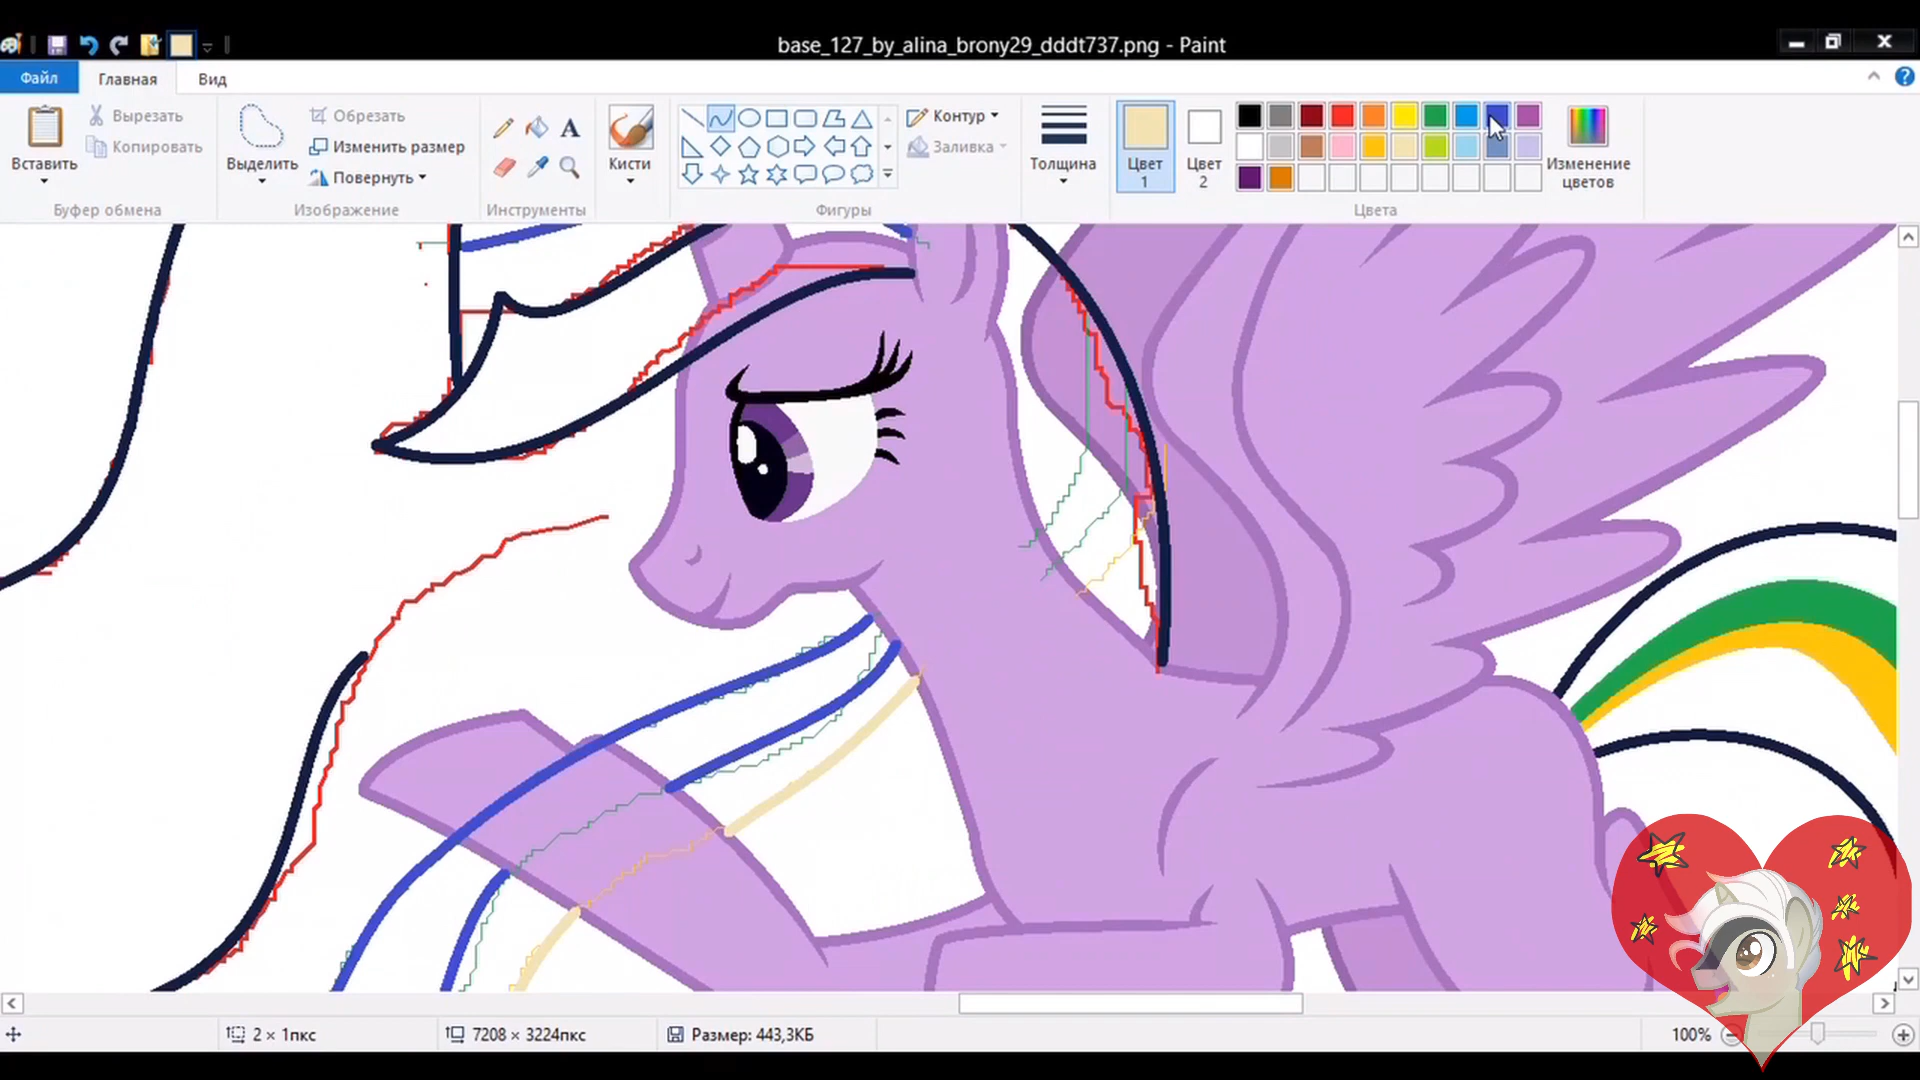 base_127_by_alina_brony29_dddt737.png - Paint
Файл
Главная
Вид
Вставить
Вырезать
Копировать
Буфер обмена
Выделить
Обрезать
Изменить размер
Повернуть
Изображение
Инструменты
Кисти
Контур
Заливка
Фигуры
Толщина
Цвет
1
Цвет
2
Изменение
цветов
Цвета
2 × 1пкс
7208 × 3224пкс
Размер: 443,3КБ
100%